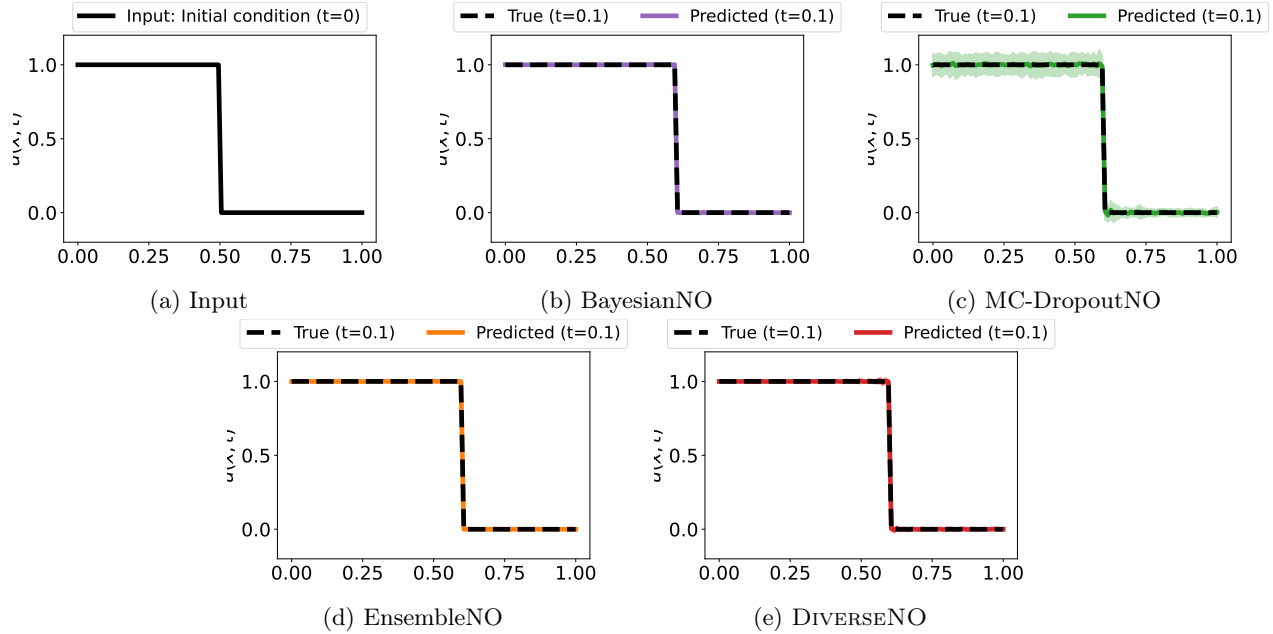 Input: Initial condition (t=0)
1.0
0.5
0.0
0.00 0.25 0.50 0.75 1.00
(a) Input
True (t=0.1) Predicted (t=0.1)
1.0
0.5
0.0
0.00 0.25 0.50 0.75 1.00
(b) BayesianNO
True (t=0.1) Predicted (t=0.1)
1.0
0.5
0.0
0.00 0.25 0.50 0.75 1.00
(c) MC-DropoutNO
True (t=0.1) Predicted (t=0.1)
1.0
0.5
0.0
0.00 0.25 0.50 0.75 1.00
(d) EnsembleNO
True (t=0.1) Predicted (t=0.1)
1.0
0.5
0.0
0.00 0.25 0.50 0.75 1.00
(e) DIVERSENO